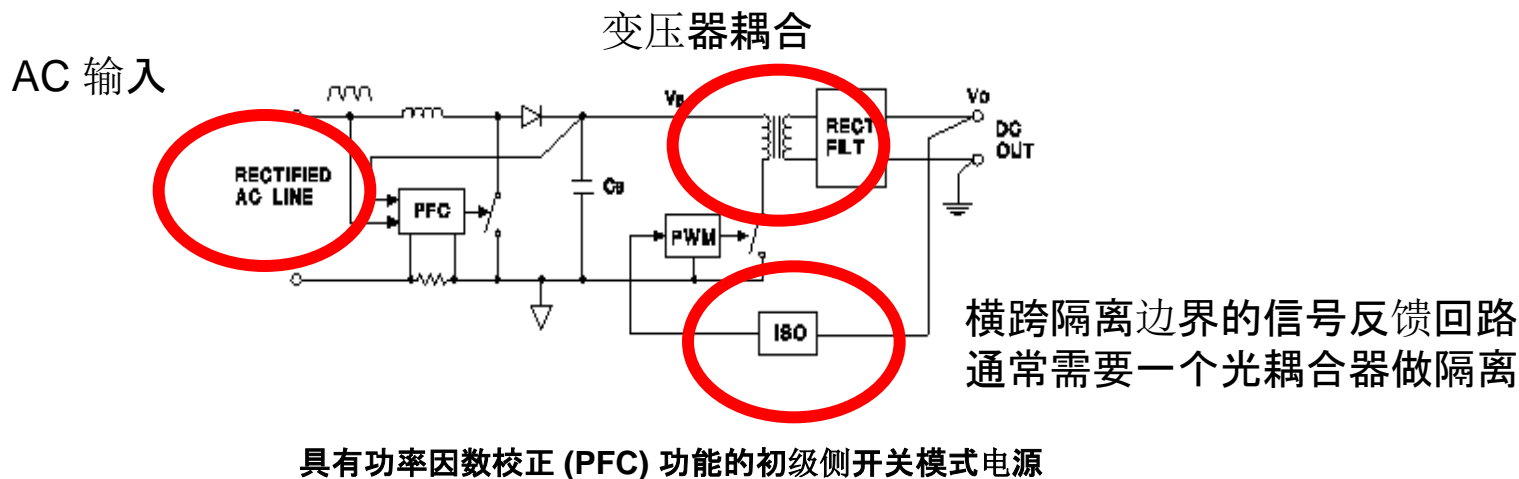 变压器耦合
AC 输入
VB
VO
RECT
FILT
DC
OUT
RECTIFIED
AC LINE
PFC
CB
PWM
ISO
横跨隔离边界的信号反馈回路
通常需要一个光耦合器做隔离
具有功率因数校正 (PFC) 功能的初级侧开关模式电源